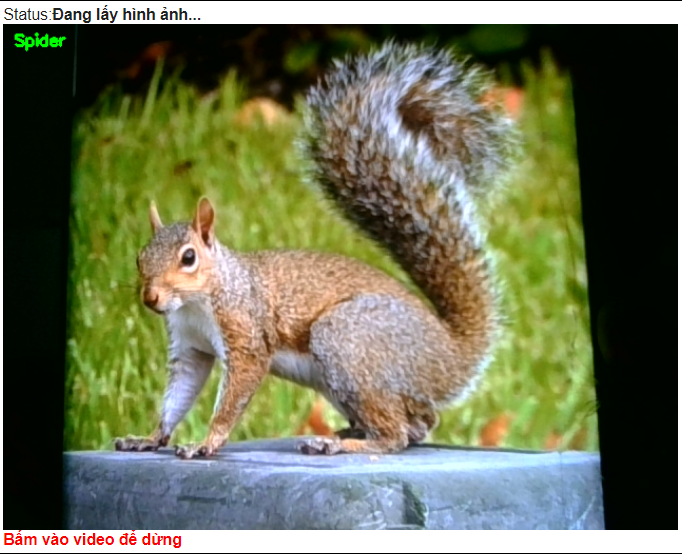 Status:Đang lấy hình ảnh...
Spider
Bấm vào video để dừng